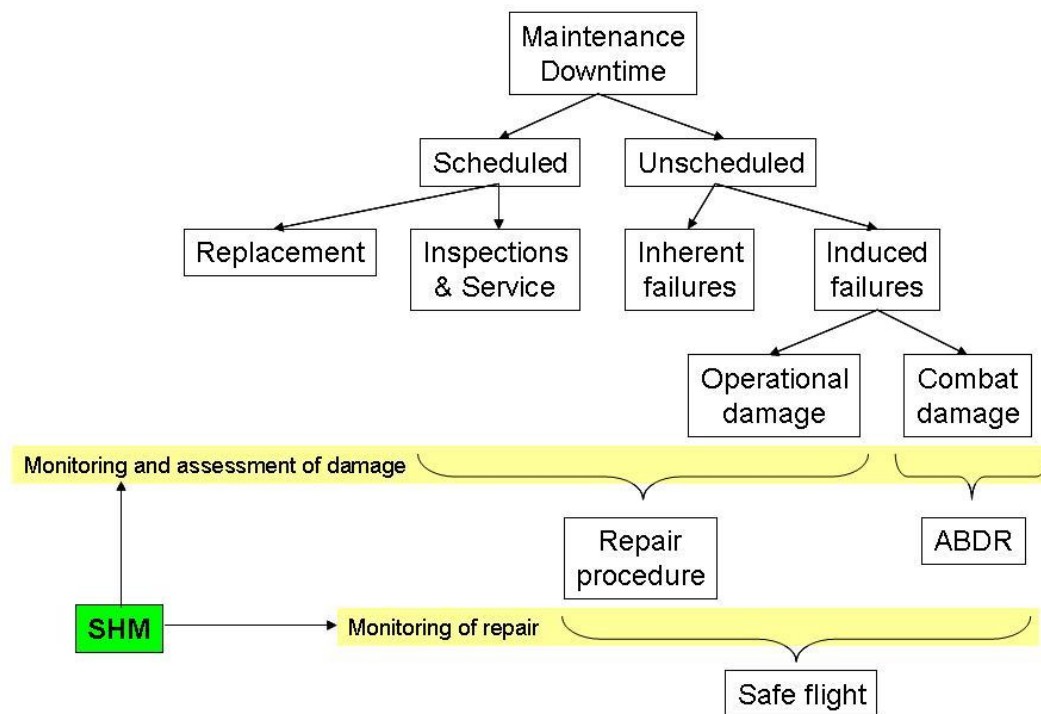 Maintenance
Downtime
Scheduled
Unscheduled
Replacement
Inspections
& Service
Inherent
failures
Induced
failures
Operational
damage
Combat
damage
Monitoring and assessment of damage
Repair
procedure
ABDR
SHM
Monitoring of repair
Safe flight